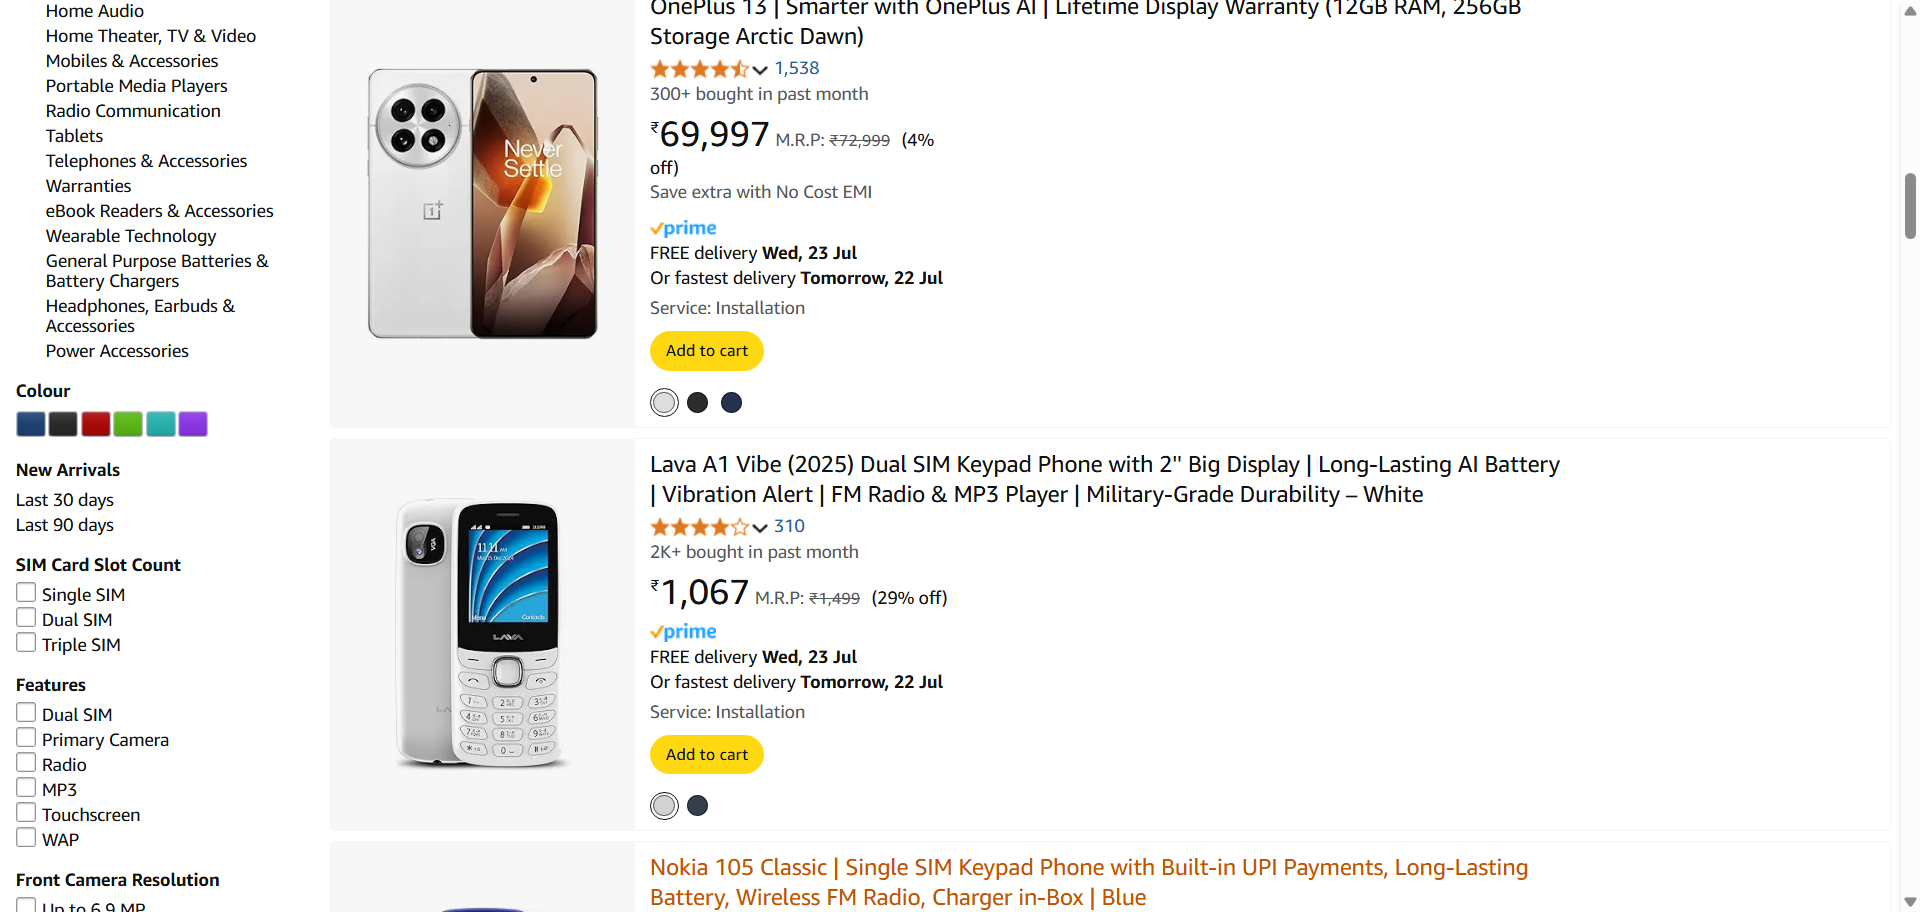 Home Audio
Home Theater, TV & Video
Mobiles & Accessories
Portable Media Players
Radio Communication
Tablets
Telephones & Accessories
Warranties
eBook Readers & Accessories
Wearable Technology
General Purpose Batteries &
Battery Chargers
Headphones, Earbuds &
Accessories
Power Accessories
Colour
New Arrivals
Last 30 days
Last 90 days
SIM Card Slot Count
Single SIM
Dual SIM
Triple SIM
Features
Dual SIM
Primary Camera
Radio
MP3
Touchscreen
WAP
Front Camera Resolution
Up to 6.9 MP
Never
Settle
OnePlus 13 | Smarter with OnePlus AI | Lifetime Display Warranty (12GB RAM, 256GB
Storage Arctic Dawn)
1,538
300+ bought in past month
₹69,997 M.R.P: ₹72,999 (4%
off)
Save extra with No Cost EMI
prime
FREE delivery Wed, 23 Jul
Or fastest delivery Tomorrow, 22 Jul
Service: Installation
Add to cart
VGA
11:11 AM
Menu Contacts
LAVA
Lava A1 Vibe (2025) Dual SIM Keypad Phone with 2" Big Display | Long-Lasting AI Battery
| Vibration Alert | FM Radio & MP3 Player | Military-Grade Durability – White
310
2K+ bought in past month
₹1,067 M.R.P: ₹1,499 (29% off)
prime
FREE delivery Wed, 23 Jul
Or fastest delivery Tomorrow, 22 Jul
Service: Installation
Add to cart
Nokia 105 Classic | Single SIM Keypad Phone with Built-in UPI Payments, Long-Lasting
Battery, Wireless FM Radio, Charger in-Box | Blue